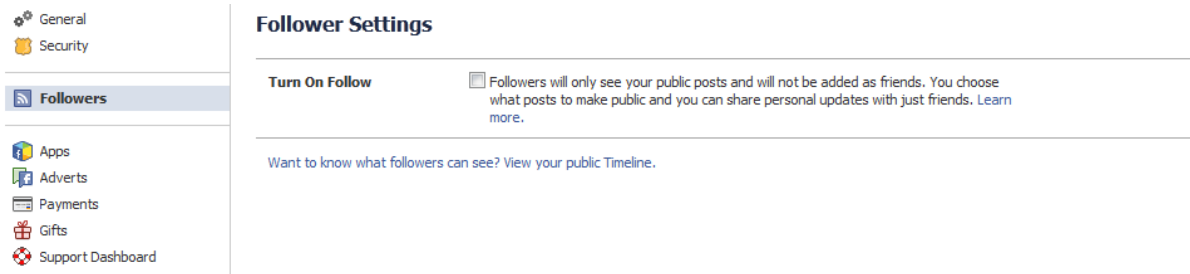 General
Security
Followers
Apps
Adverts
Payments
Gifts
Support Dashboard
Follower Settings
Turn On Follow
Followers will only see your public posts and will not be added as friends. You choose
what posts to make public and you can share personal updates with just friends. Learn
more.
Want to know what followers can see? View your public Timeline.